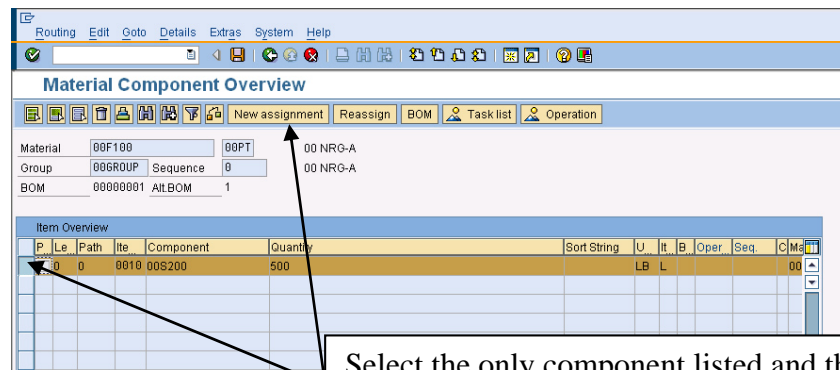 Routing Edit Goto Details Extras System Help
Material Component Overview
New assignment Reassign BOM Task list Operation
Material 00F100 00PT 00 NRG-A
Group 00GROUP Sequence 0 00 NRG-A
BOM 00000001 Alt.BOM 1
Item Overview
P... Le... Path Ite... Component Quantity Sort String U... It... B... Oper... Seq. C Ma
0 0 0010 00S200 500 LB L 00
Select the only component listed and